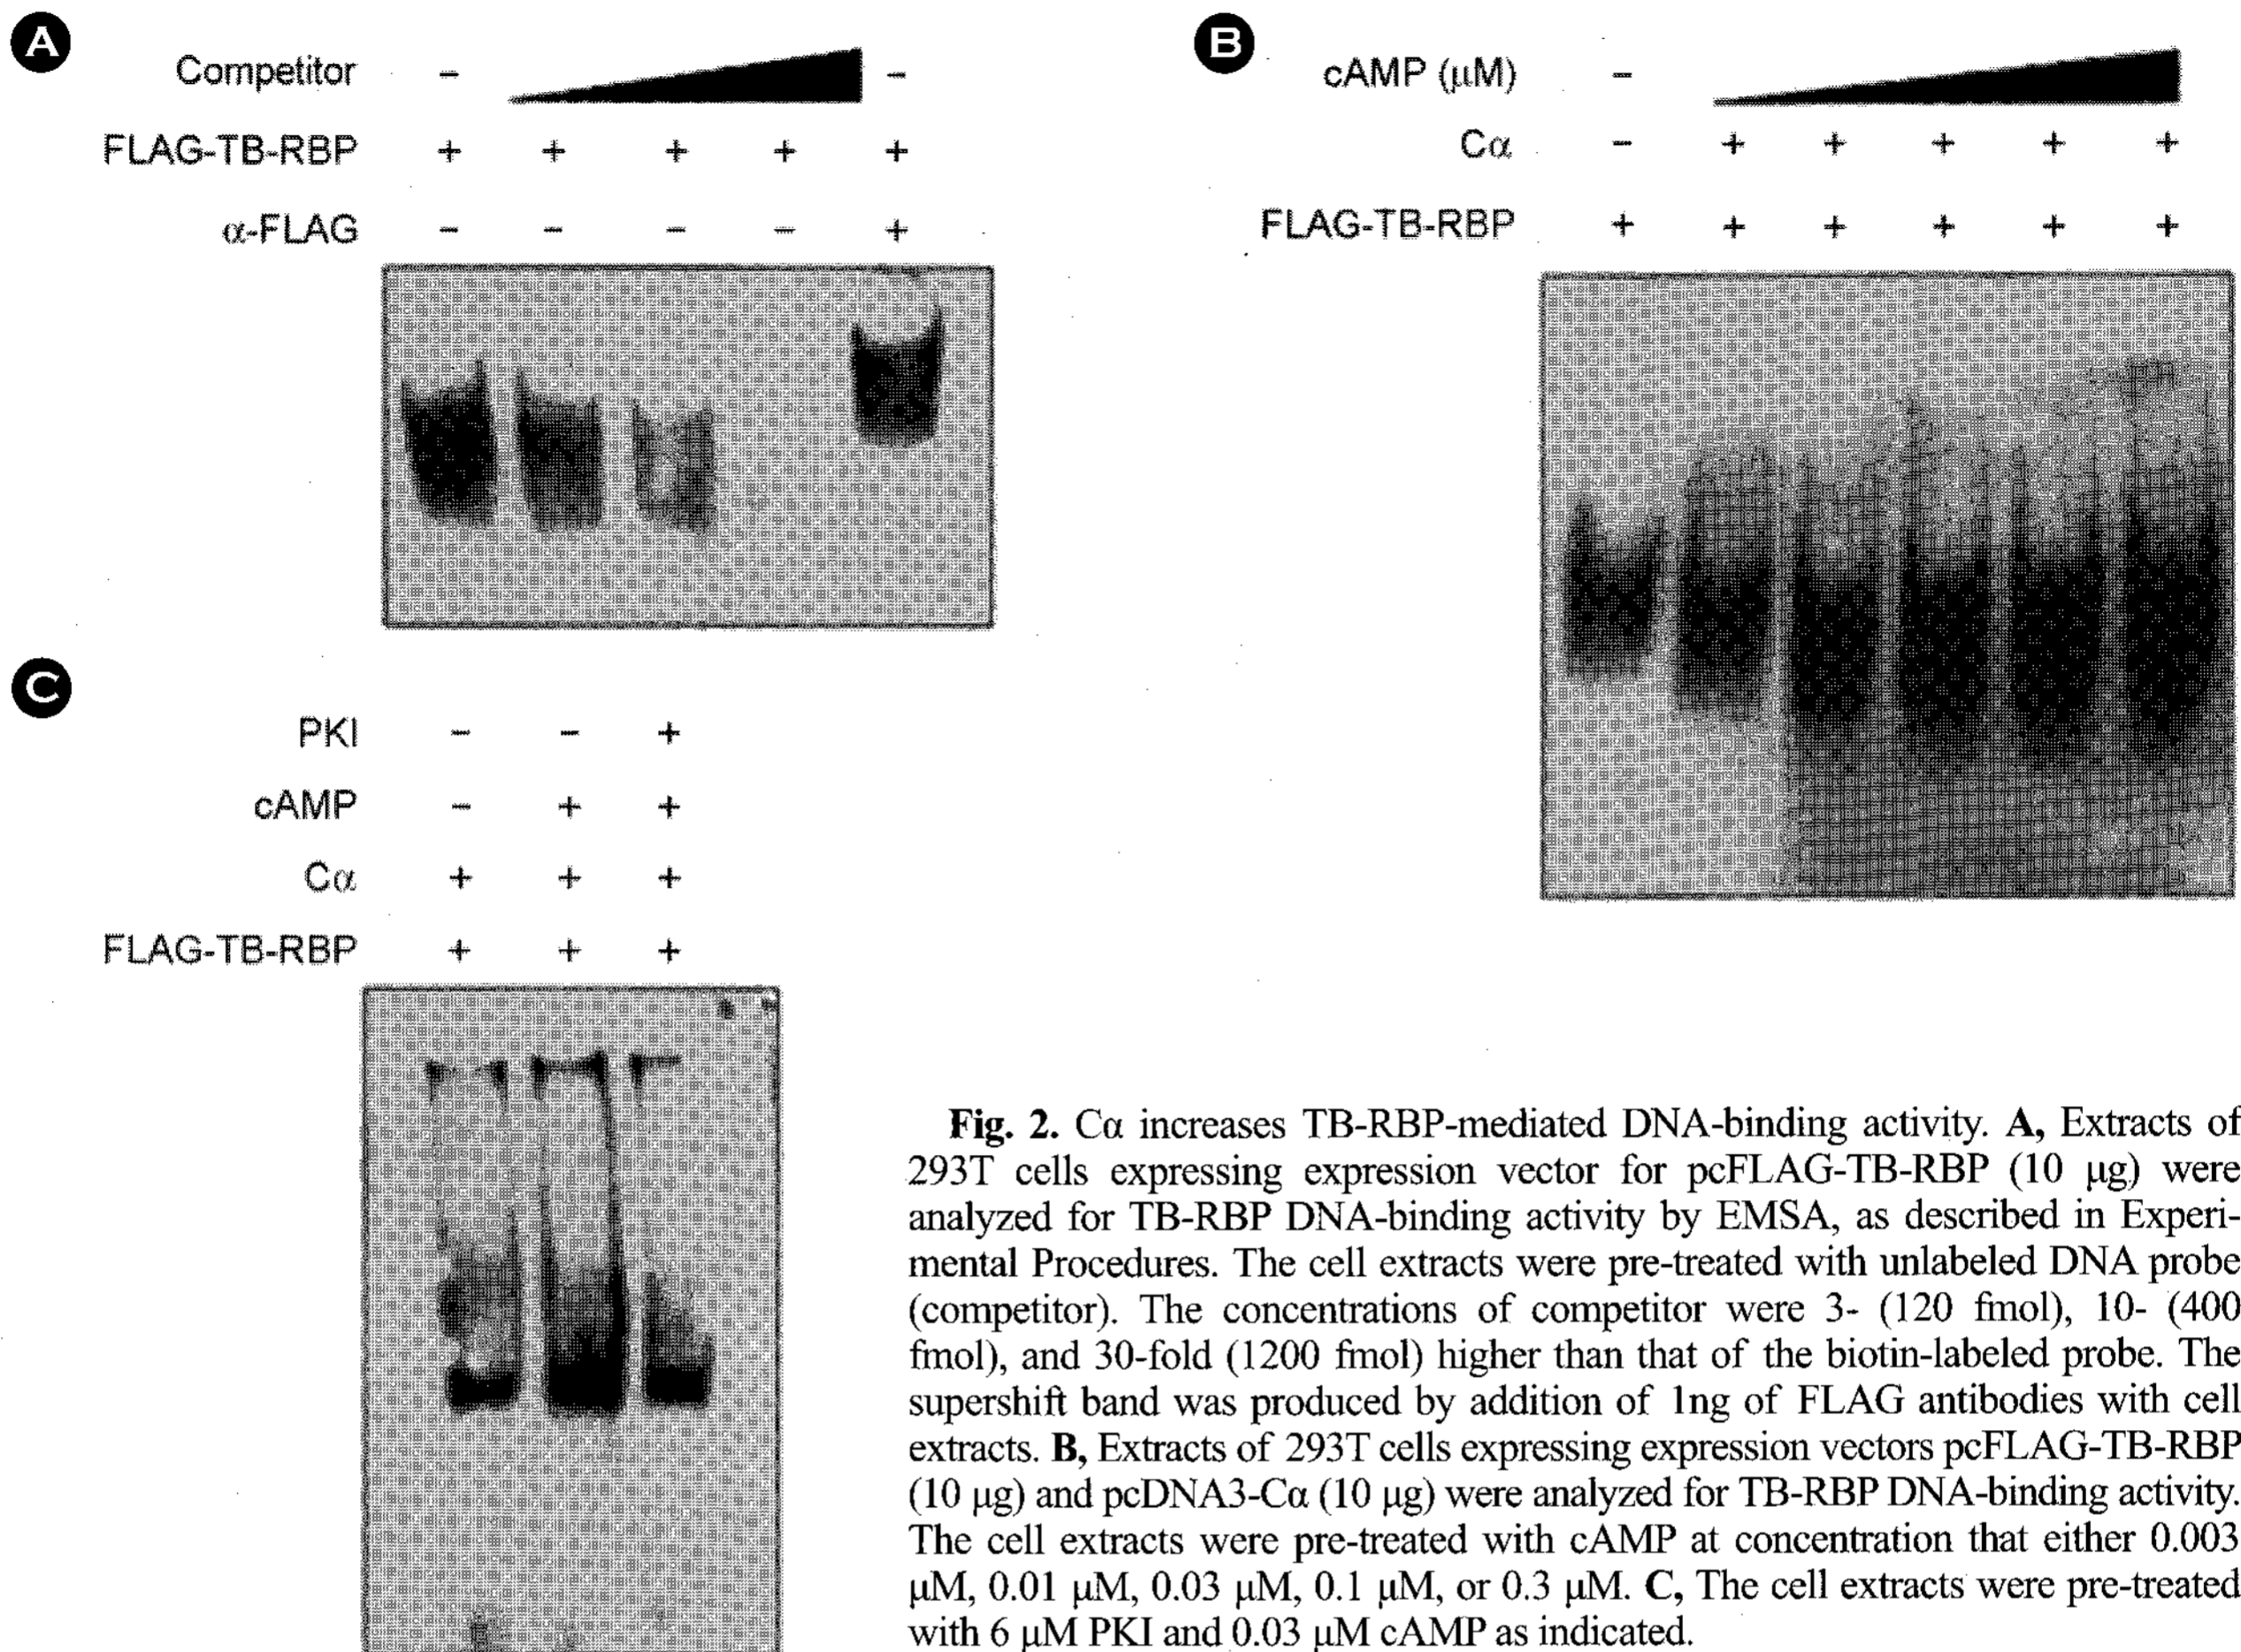 A
Competitor - -
FLAG-TB-RBP + + + + +
α-FLAG - - - - +
B
cAMP (μM) -
Cα - + + + + +
FLAG-TB-RBP + + + + + +
C
PKI - - +
cAMP - + +
Cα + + +
FLAG-TB-RBP + + +
Fig. 2. Cα increases TB-RBP-mediated DNA-binding activity. A, Extracts of
293T cells expressing expression vector for pcFLAG-TB-RBP (10 μg) were
analyzed for TB-RBP DNA-binding activity by EMSA, as described in Experi-
mental Procedures. The cell extracts were pre-treated with unlabeled DNA probe
(competitor). The concentrations of competitor were 3- (120 fmol), 10- (400
fmol), and 30-fold (1200 fmol) higher than that of the biotin-labeled probe. The
supershift band was produced by addition of 1ng of FLAG antibodies with cell
extracts. B, Extracts of 293T cells expressing expression vectors pcFLAG-TB-RBP
(10 μg) and pcDNA3-Cα (10 μg) were analyzed for TB-RBP DNA-binding activity.
The cell extracts were pre-treated with cAMP at concentration that either 0.003
μM, 0.01 μM, 0.03 μM, 0.1 μM, or 0.3 μM. C, The cell extracts were pre-treated
with 6 μM PKI and 0.03 μM cAMP as indicated.